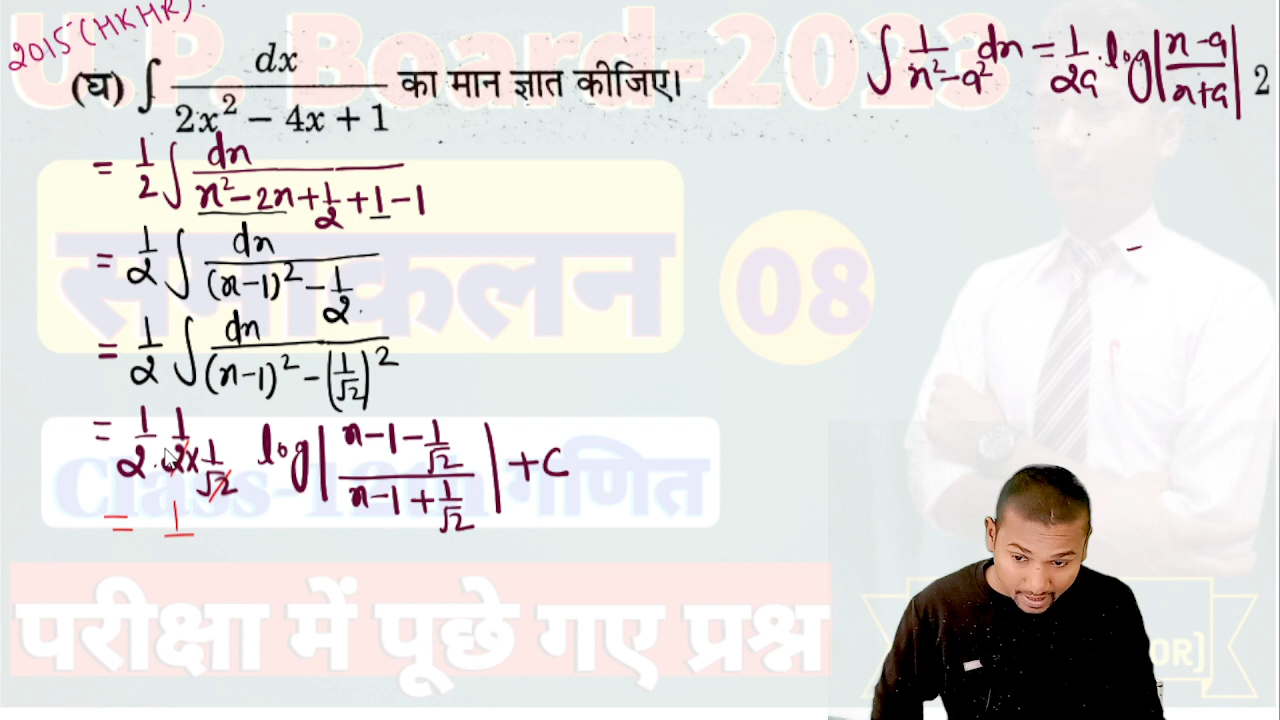 2015 (HKHR).
U.P. Board-2023
(घ) ∫ dx / (2x² − 4x + 1) का मान ज्ञात कीजिए। 2
∫ 1/(x² − a²) dx = 1/2a · log |(x − a)/(x + a)|
= 1/2 ∫ dx / (x² − 2x + 1/2 + 1 − 1)
= 1/2 ∫ dx / ((x−1)² − 1/2)
= 1/2 ∫ dx / ((x−1)² − (1/√2)²)
= 1/2 · 1/(2×1/√2) log |(x−1−1/√2)/(x−1+1/√2)| + C
= 1
समाकलन 08
Class-12th गणित
परीक्षा में पूछे गए प्रश्न
OR)